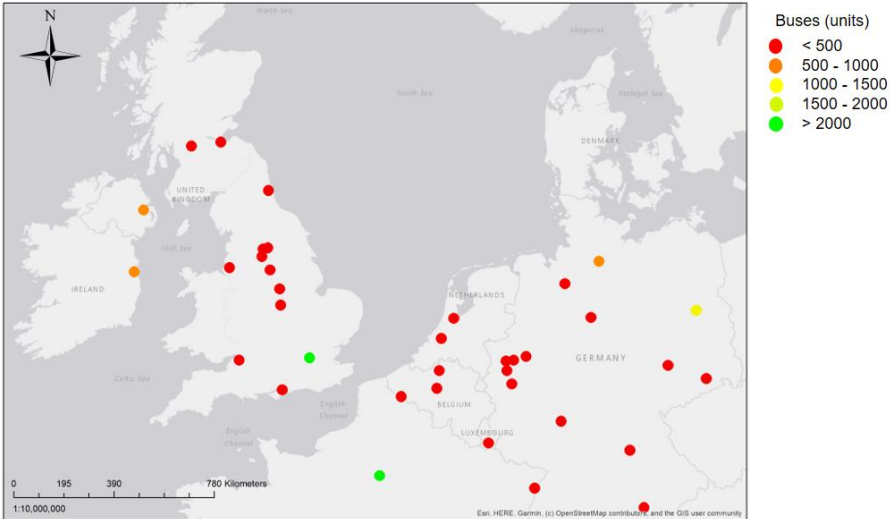 North Sea
N
Skagerrak
Buses (units)
< 500
500 - 1000
1000 - 1500
1500 - 2000
> 2000
North Sea
Kattegat Sea
DENMARK
UNITED
KINGDOM
Irish Sea
IRELAND
NETHERLANDS
GERMANY
Celtic Sea
English
Channel
BELGIUM
English
Channel
LUXEMBOURG
0 195 390 780 Kilometers
1:10,000,000
Esri, HERE, Garmin, (c) OpenStreetMap contributors, and the GIS user community